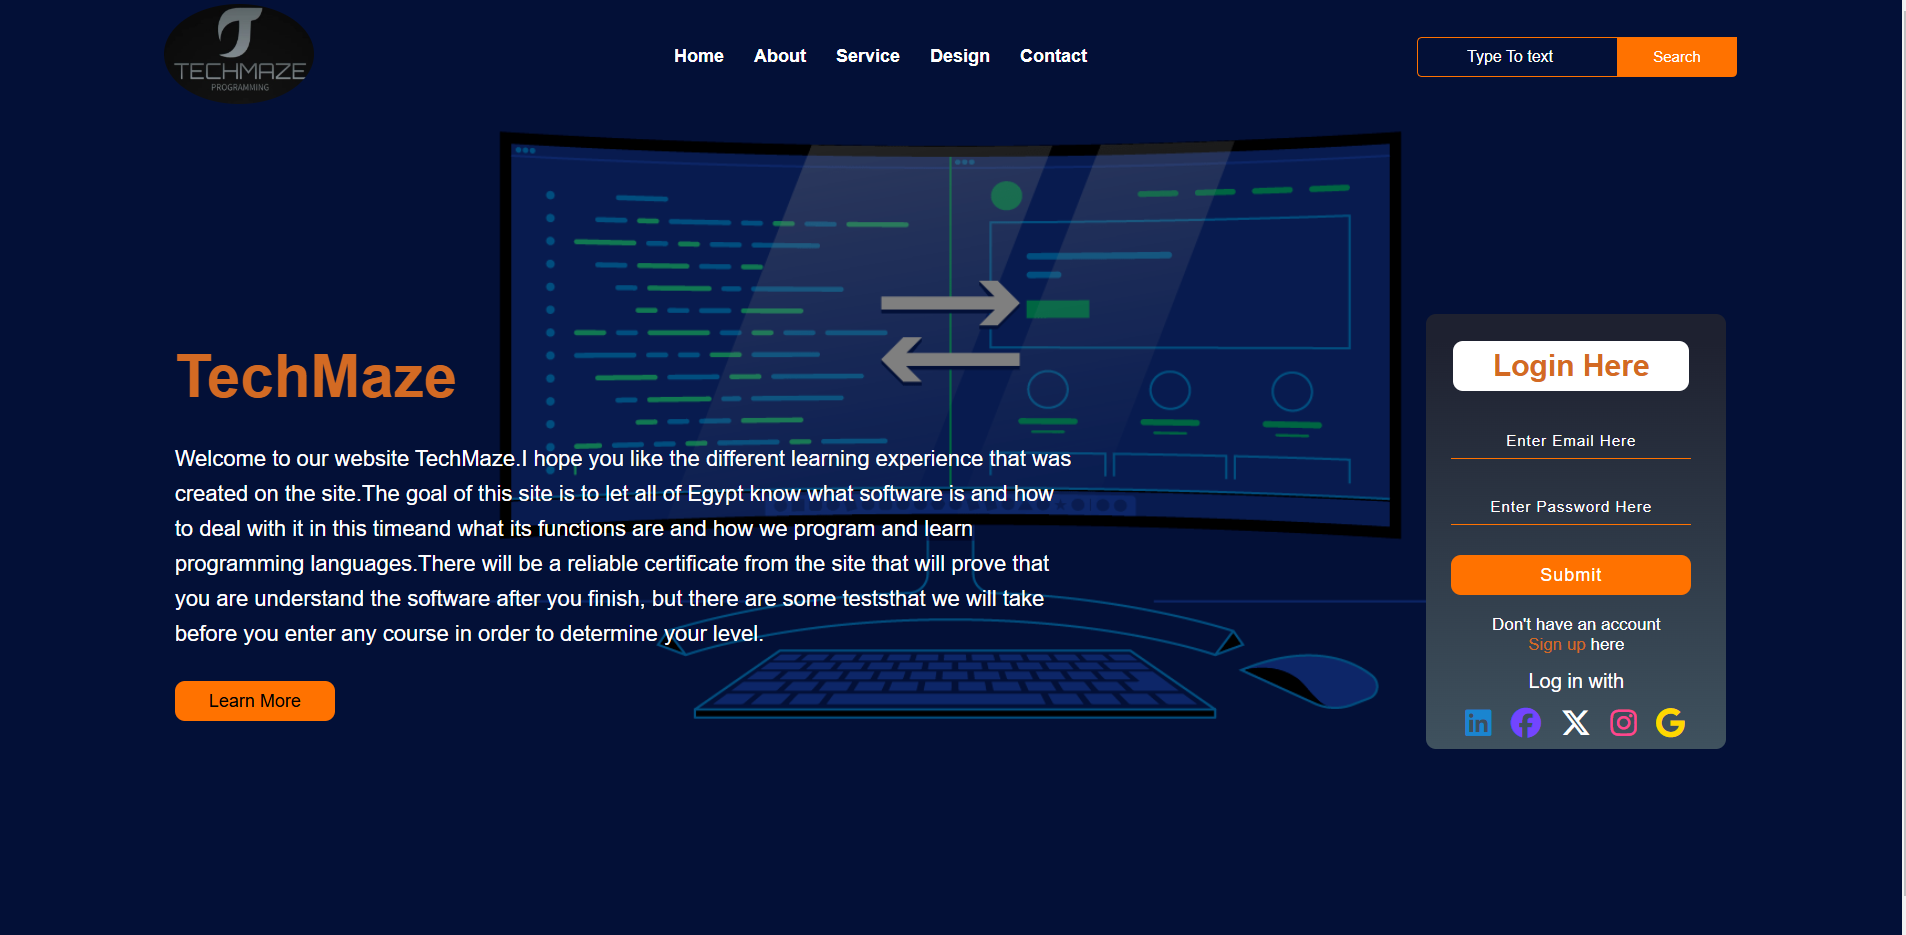 TECHMAZE
PROGRAMMING
Home About Service Design Contact
Type To text Search
TechMaze
Welcome to our website TechMaze.I hope you like the different learning experience that was
created on the site.The goal of this site is to let all of Egypt know what software is and how
to deal with it in this timeand what its functions are and how we program and learn
programming languages.There will be a reliable certificate from the site that will prove that
you are understand the software after you finish, but there are some teststhat we will take
before you enter any course in order to determine your level.
Learn More
Login Here
Enter Email Here
Enter Password Here
Submit
Don't have an account
Sign up here
Log in with